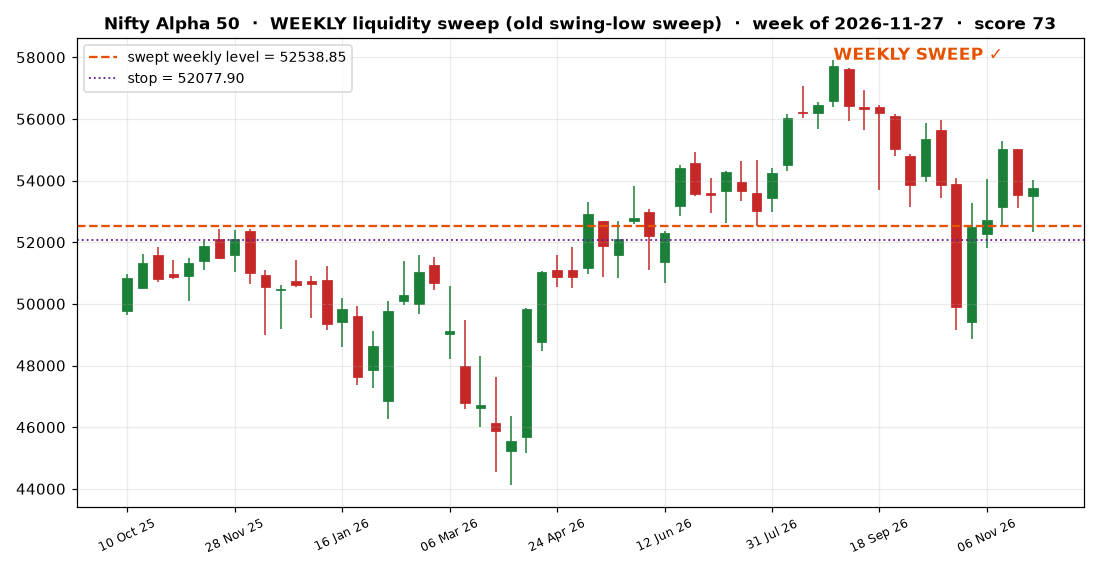 Nifty Alpha 50 · WEEKLY liquidity sweep (old swing-low sweep) · week of 2026-11-27 · score 73
swept weekly level = 52538.85
stop = 52077.90
WEEKLY SWEEP ✓
58000
56000
54000
52000
50000
48000
46000
44000
10 Oct 25
28 Nov 25
16 Jan 26
06 Mar 26
24 Apr 26
12 Jun 26
31 Jul 26
18 Sep 26
06 Nov 26